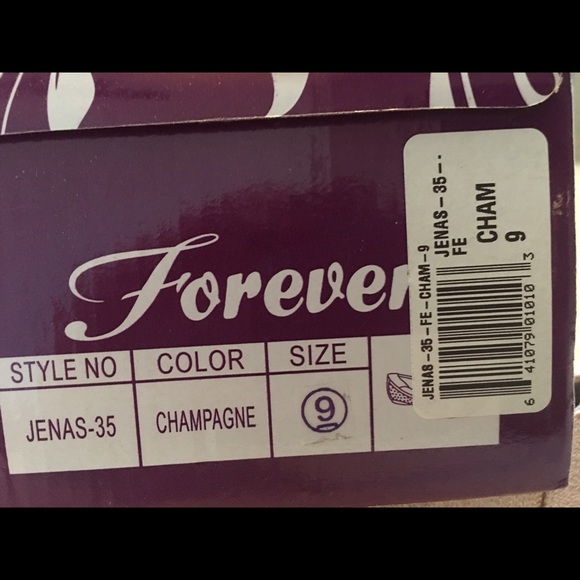 Forever
STYLE NO COLOR SIZE
JENAS-35 CHAMPAGNE 9
JENAS-35-FE-CHAM-9
JENAS-35-.
FE
CHAM
9
6 41079 01010 3